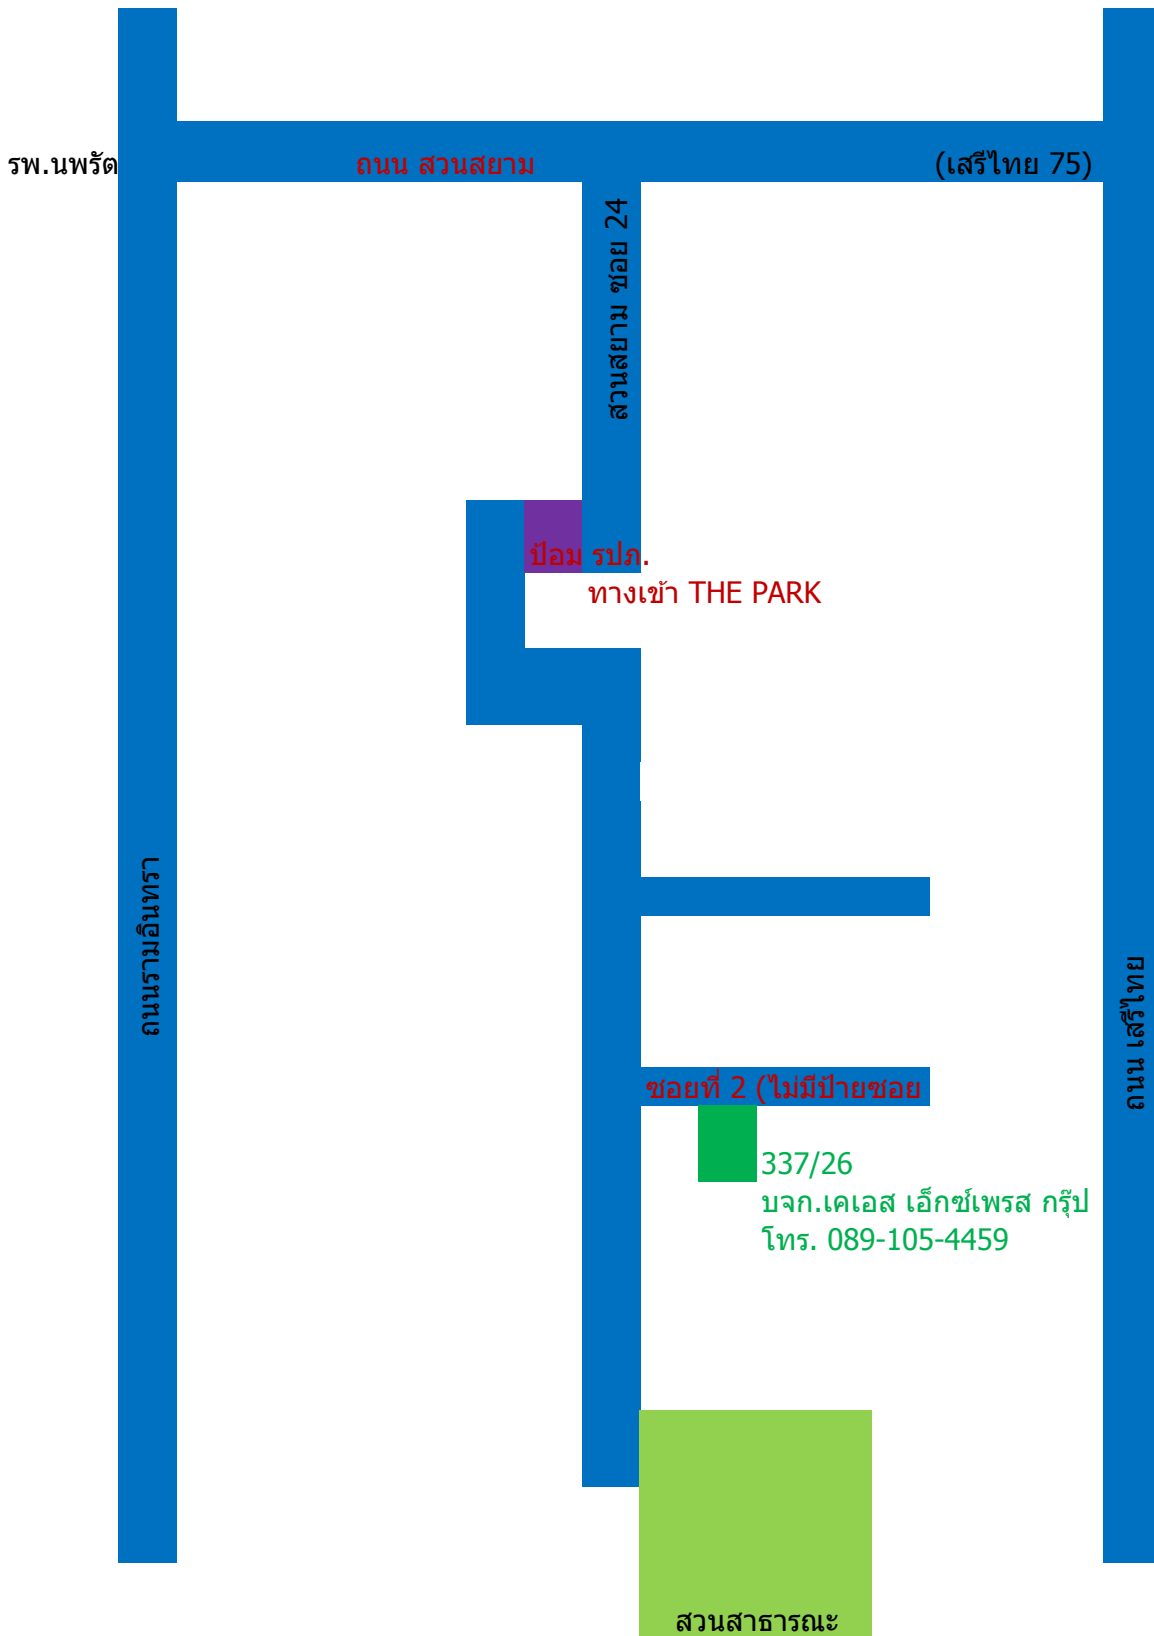 รพ.นพรัต
ถนน สวนสยาม
(เสรีไทย 75)
สวนสยาม ซอย 24
ป้อม รปภ.
ทางเข้า THE PARK
ถนนรามอินทรา
ถนน เสรีไทย
ซอยที่ 2 (ไม่มีป้ายซอย
337/26
บจก.เคเอส เอ็กซ์เพรส กรุ๊ป
โทร. 089-105-4459
สวนสาธารณะ